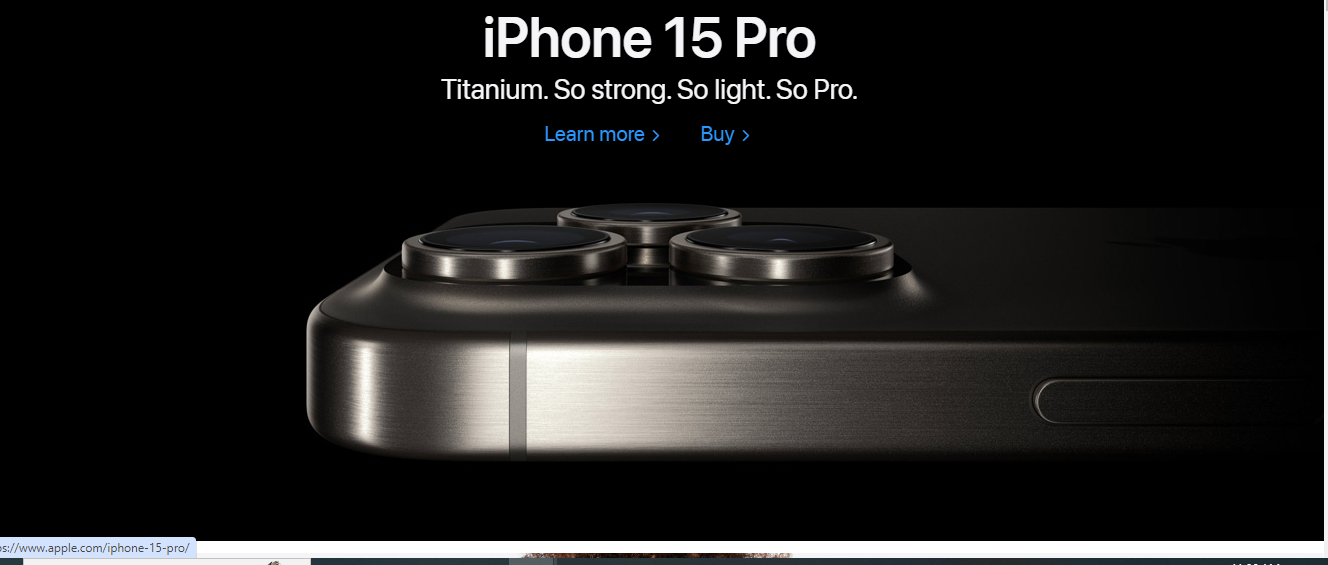 iPhone 15 Pro
Titanium. So strong. So light. So Pro.
Learn more >
Buy >
ps://www.apple.com/iphone-15-pro/